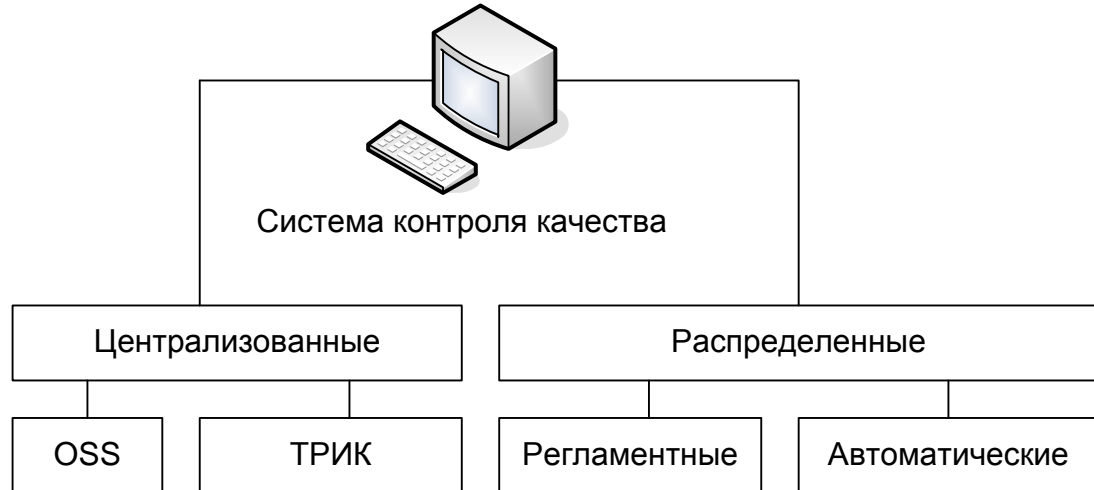 Система контроля качества
Централизованные
Распределенные
OSS
ТРИК
Регламентные
Автоматические